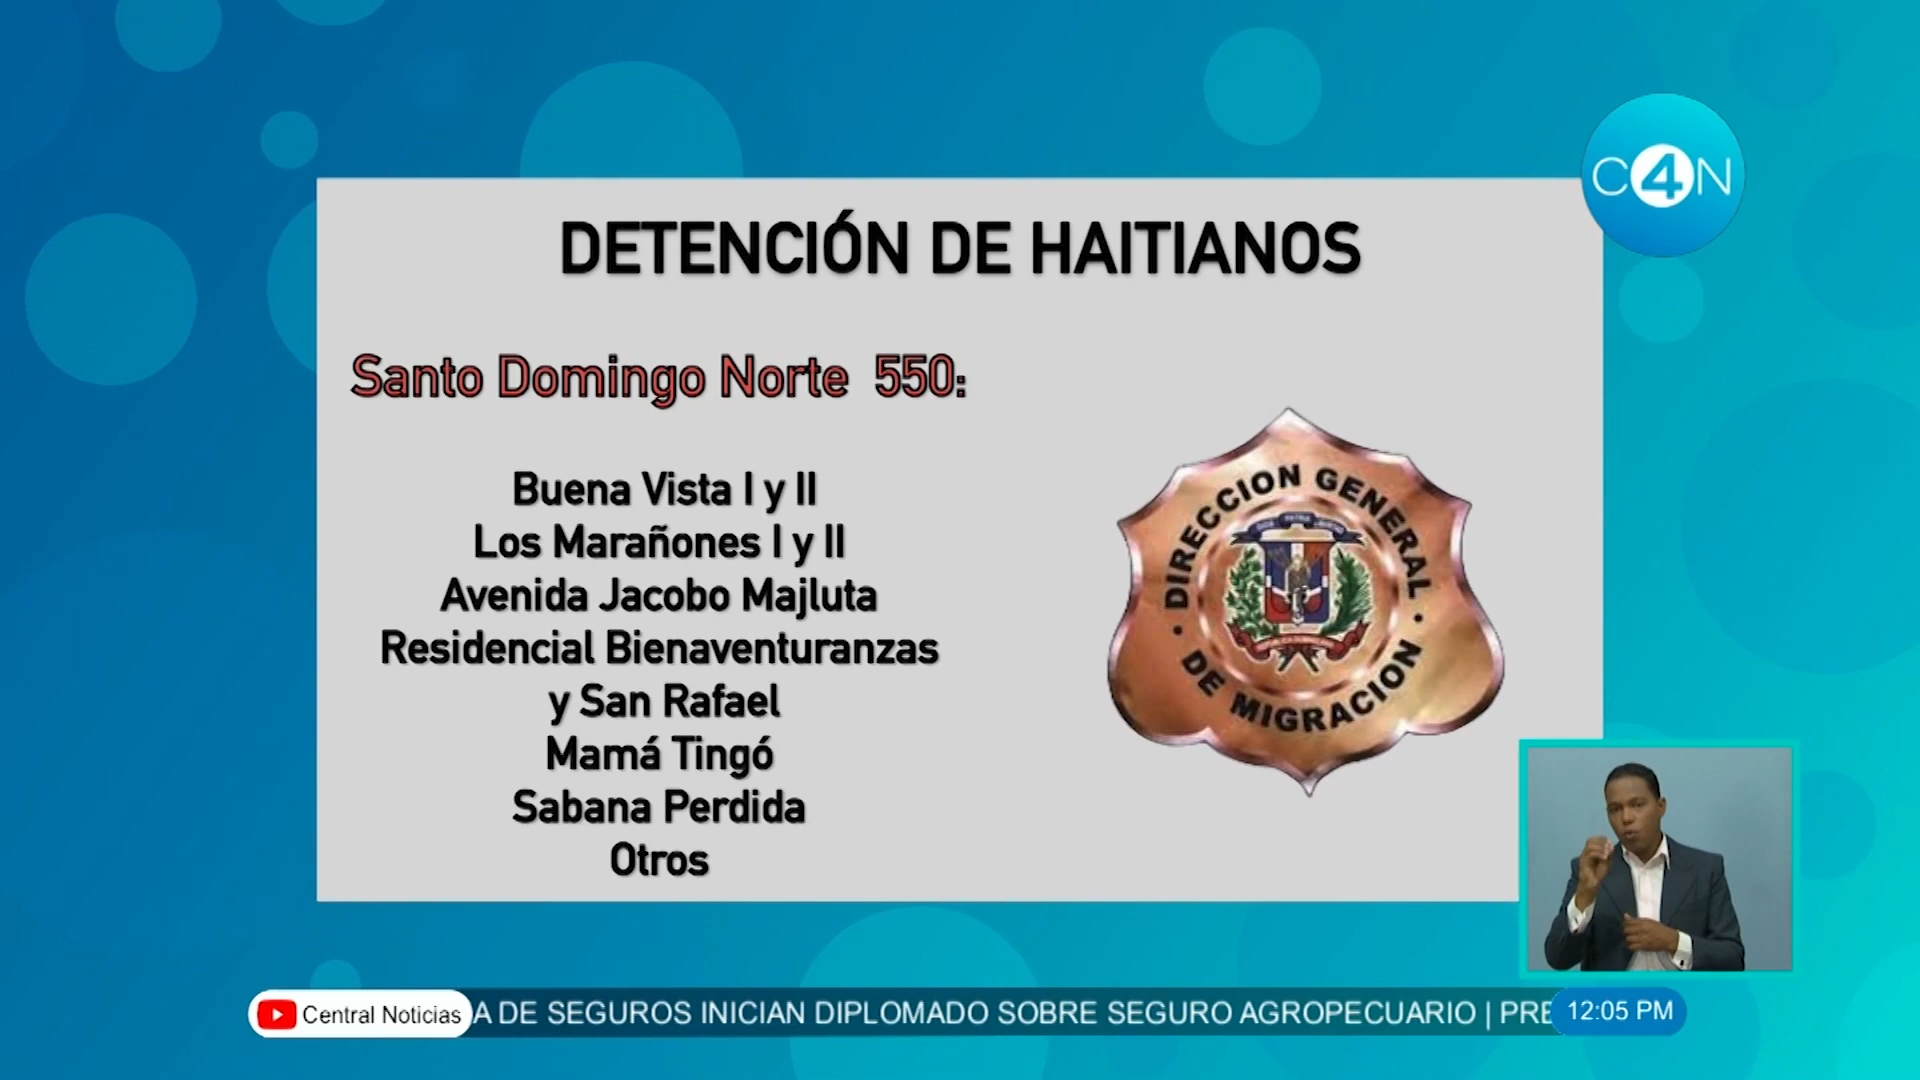 C4N
DETENCIÓN DE HAITIANOS
Santo Domingo Norte 550:
Buena Vista I y II
Los Marañones I y II
Avenida Jacobo Majluta
Residencial Bienaventuranzas
y San Rafael
Mamá Tingó
Sabana Perdida
Otros
DIRECCION GENERAL
DE MIGRACION
Central Noticias
A DE SEGUROS INICIAN DIPLOMADO SOBRE SEGURO AGROPECUARIO | PRE
12:05 PM